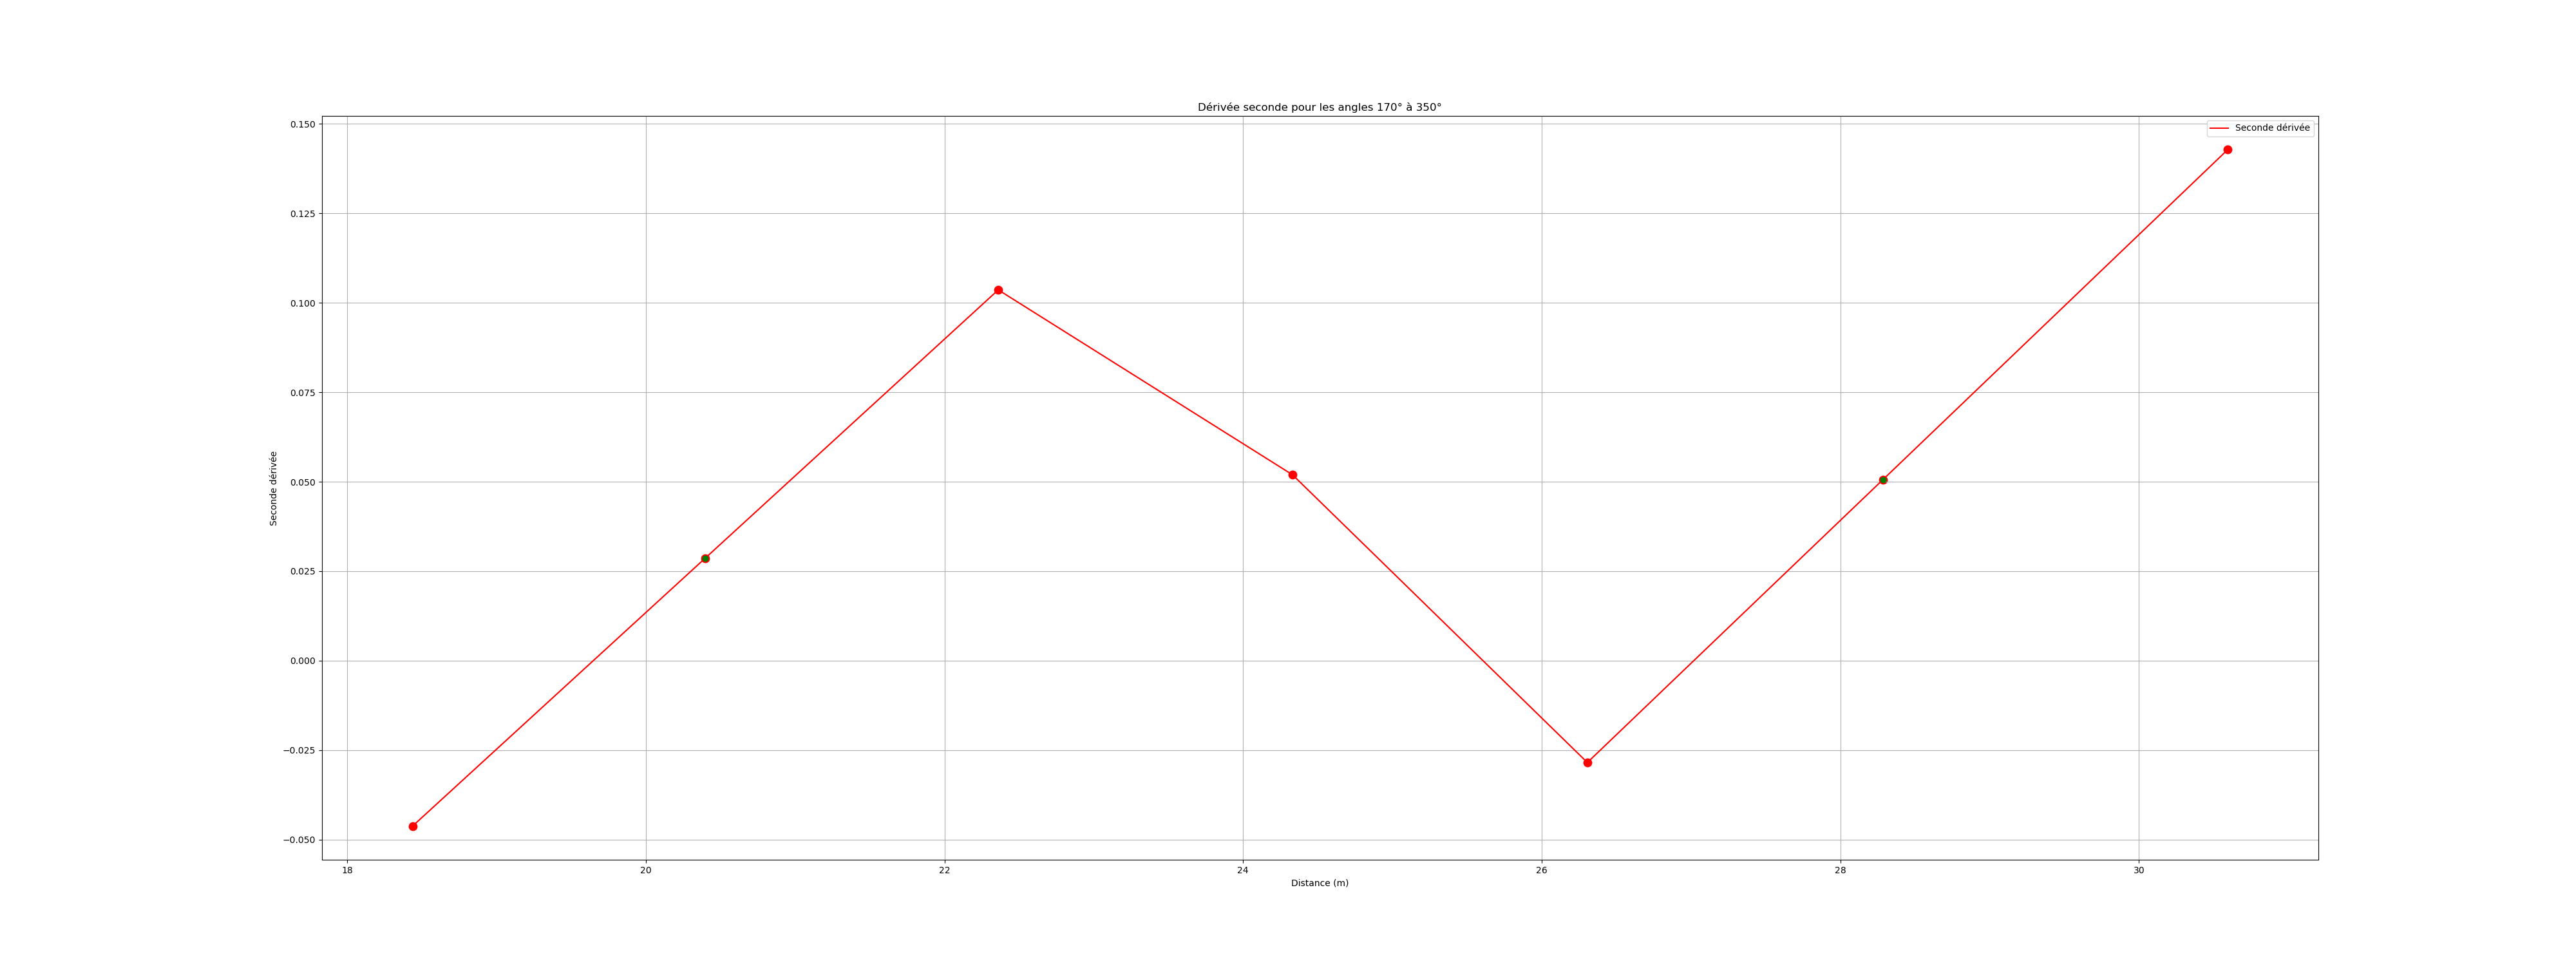 Dérivée seconde pour les angles 170° à 350°
Seconde dérivée
0.150
0.125
0.100
0.075
0.050
0.025
0.000
−0.025
−0.050
Seconde dérivée
18 20 22 24 26 28 30
Distance (m)